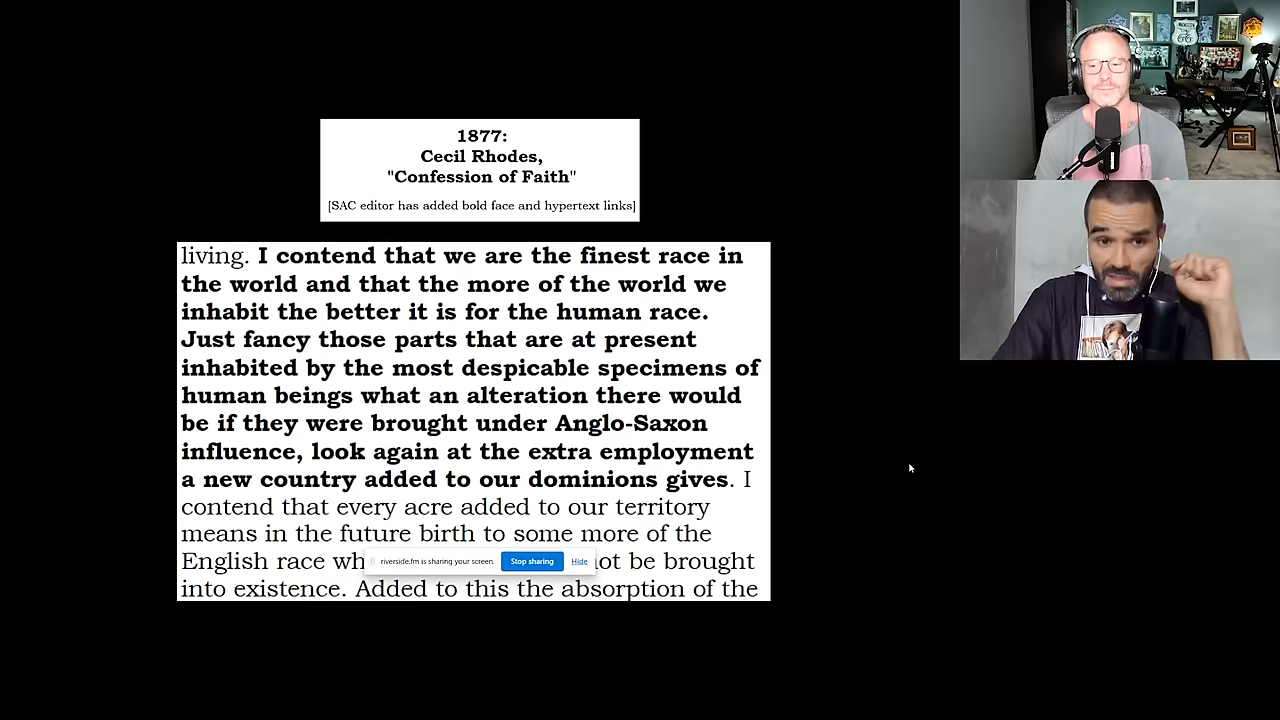 1877:
Cecil Rhodes,
"Confession of Faith"
[SAC editor has added bold face and hypertext links]
living. I contend that we are the finest race in
the world and that the more of the world we
inhabit the better it is for the human race.
Just fancy those parts that are at present
inhabited by the most despicable specimens of
human beings what an alteration there would
be if they were brought under Anglo-Saxon
influence, look again at the extra employment
a new country added to our dominions gives. I
contend that every acre added to our territory
means in the future birth to some more of the
English race wh
ot be brought
riverside.fm is sharing your screen.
Stop sharing
Hide
into existence. Added to this the absorption of the